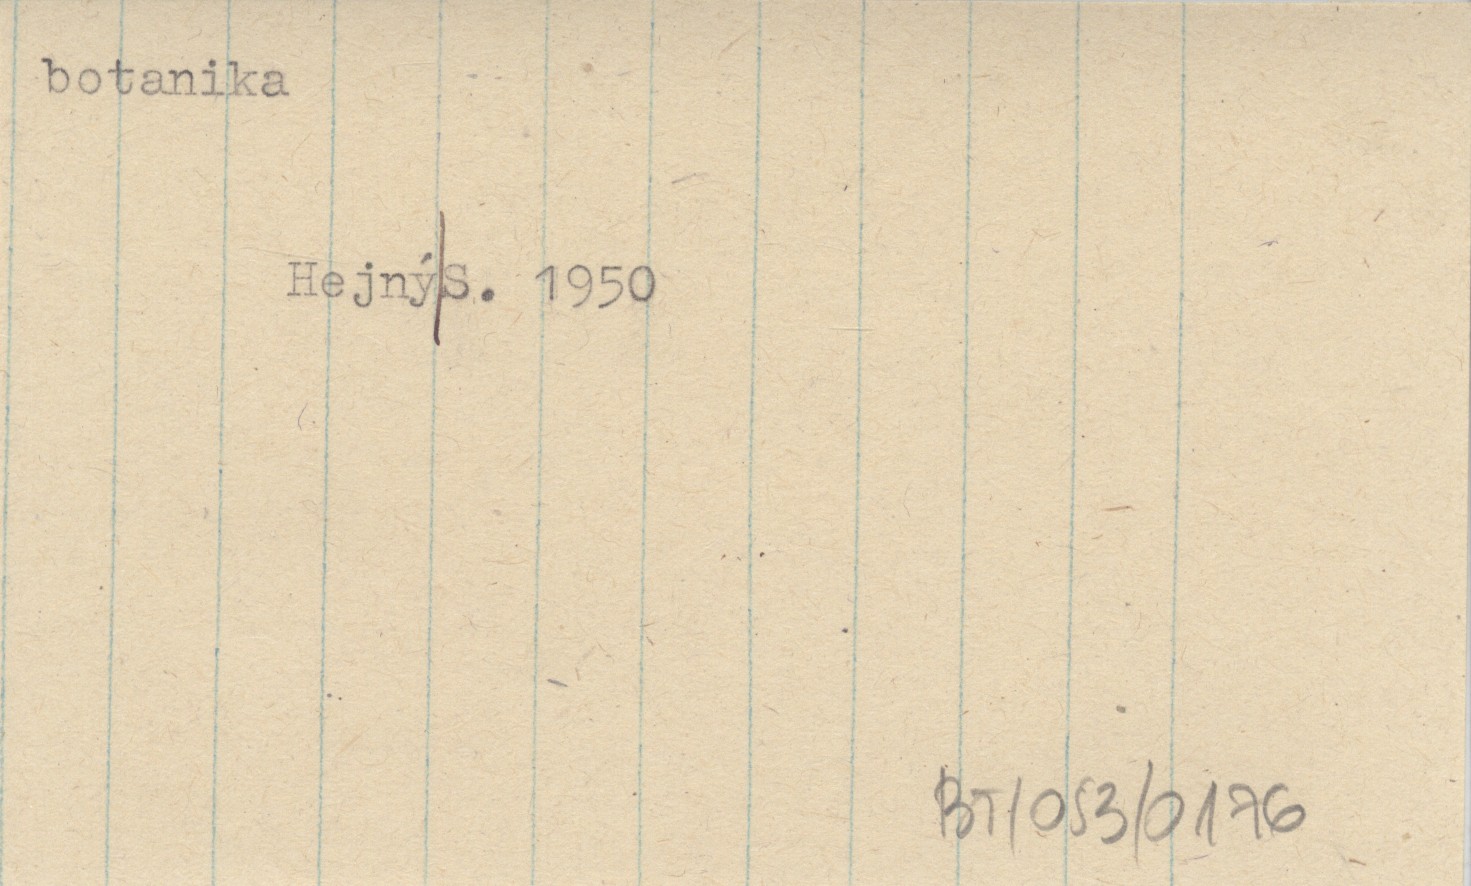 botanika
Hejný|S. 1950
BT/053/0176